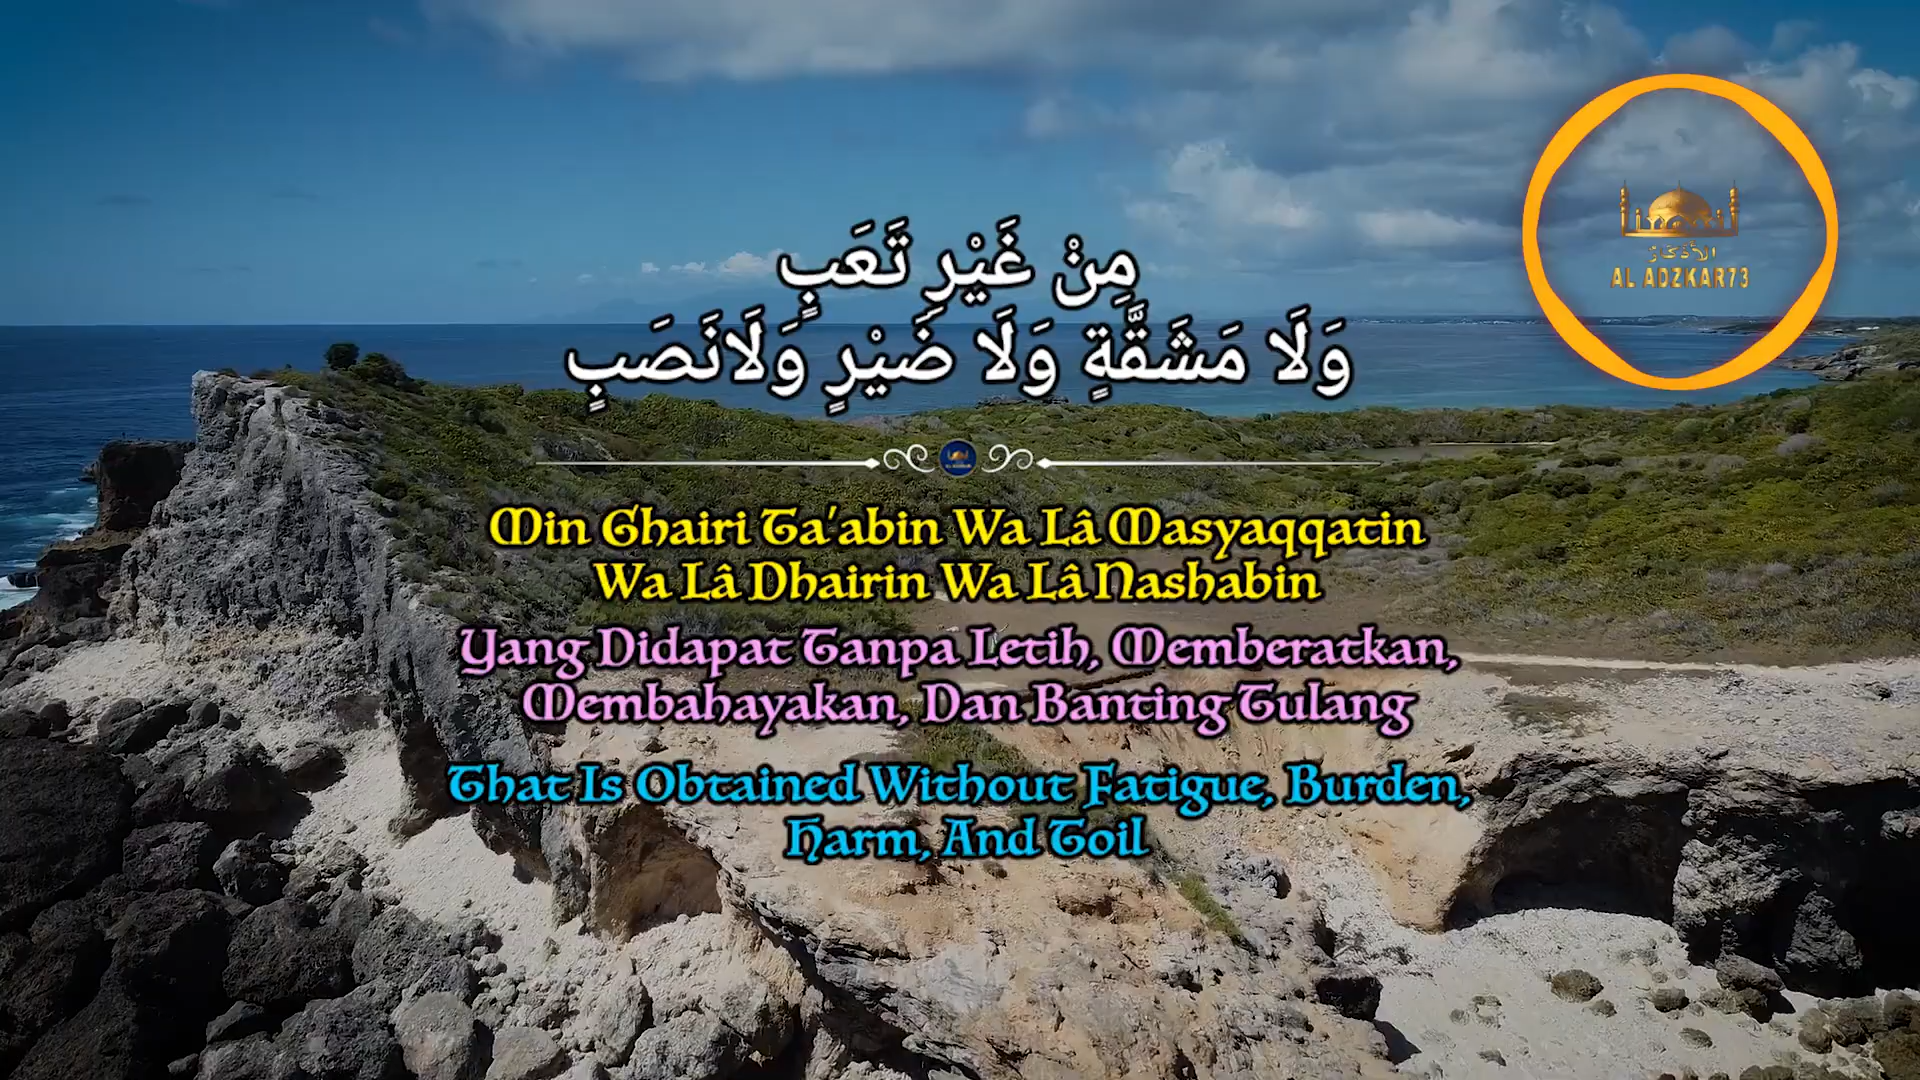 مِنْ غَيْرِ تَعَبٍ
وَلَا مَشَقَّةٍ وَلَا ضَيْرٍ وَلَانَصَبٍ
الأذكار
AL ADZKAR73
Min Ghairi Ta'abin Wa Lâ Masyaqqatin
Wa Lâ Dhairin Wa Lâ Nashabin
Yang Didapat Tanpa Letih, Memberatkan,
Membahayakan, Dan Banting Tulang
That Is Obtained Without Fatigue, Burden,
Harm, And Toil